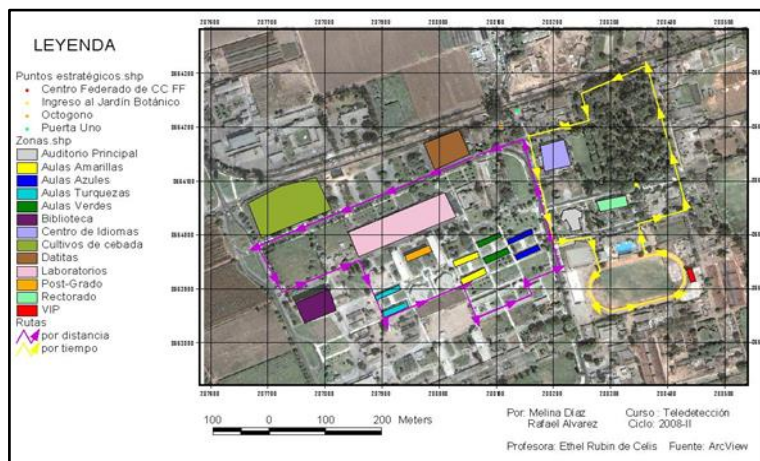 LEYENDA
Puntos estratégicos.shp
Centro Federado de CC FF
Ingreso al Jardín Botánico
Octogono
Puerta Uno
Zonas.shp
Auditorio Principal
Aulas Amarillas
Aulas Azules
Aulas Turquezas
Aulas Verdes
Biblioteca
Centro de Idiomas
Cultivos de cebada
Datitas
Laboratorios
Post-Grado
Rectorado
VIP
Rutas
por distancia
por tiempo
100 0 100 200 Meters
Por: Melina Díaz Curso : Teledetección
Rafael Alvarez Ciclo: 2008-II
Profesora: Ethel Rubin de Celis Fuente: ArcView